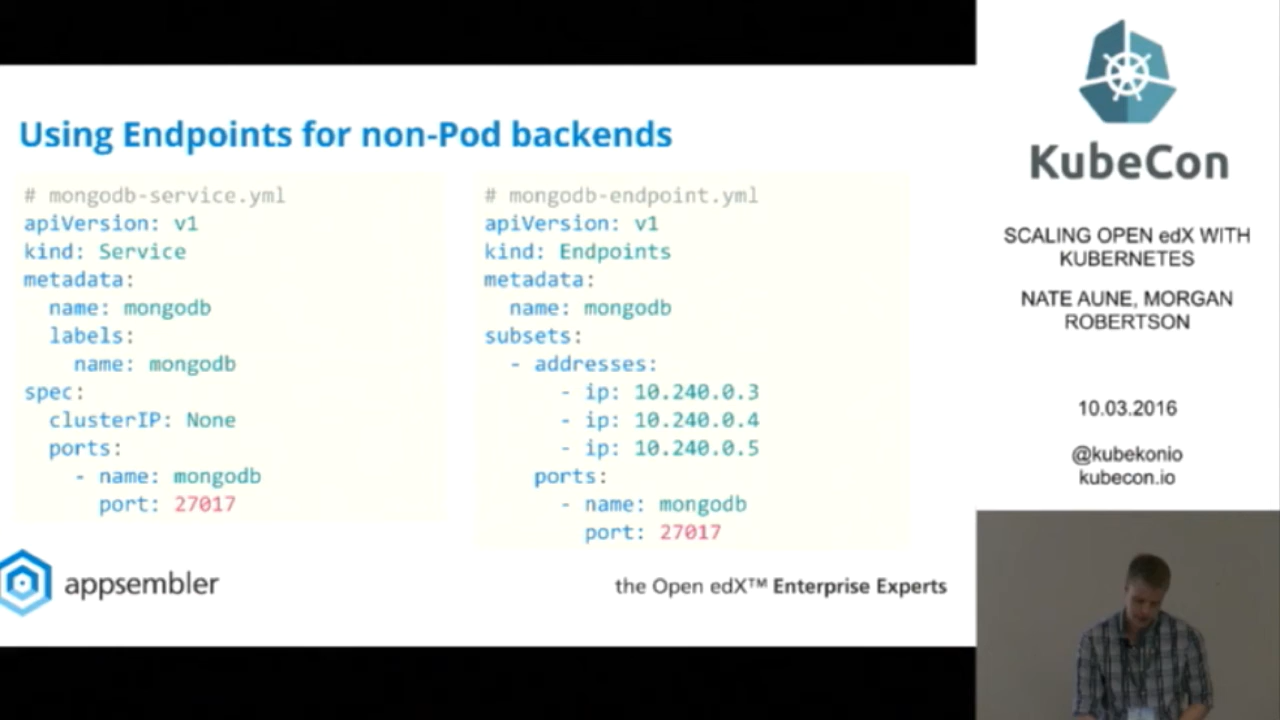 Using Endpoints for non-Pod backends
# mongodb-service.yml
apiVersion: v1
kind: Service
metadata:
name: mongodb
labels:
name: mongodb
spec:
clusterIP: None
ports:
- name: mongodb
port: 27017
# mongodb-endpoint.yml
apiVersion: v1
kind: Endpoints
metadata:
name: mongodb
subsets:
- addresses:
- ip: 10.240.0.3
- ip: 10.240.0.4
- ip: 10.240.0.5
ports:
- name: mongodb
port: 27017
appsembler
the Open edX™ Enterprise Experts
KubeCon
SCALING OPEN edX WITH
KUBERNETES
NATE AUNE, MORGAN
ROBERTSON
10.03.2016
@kubekonio
kubecon.io